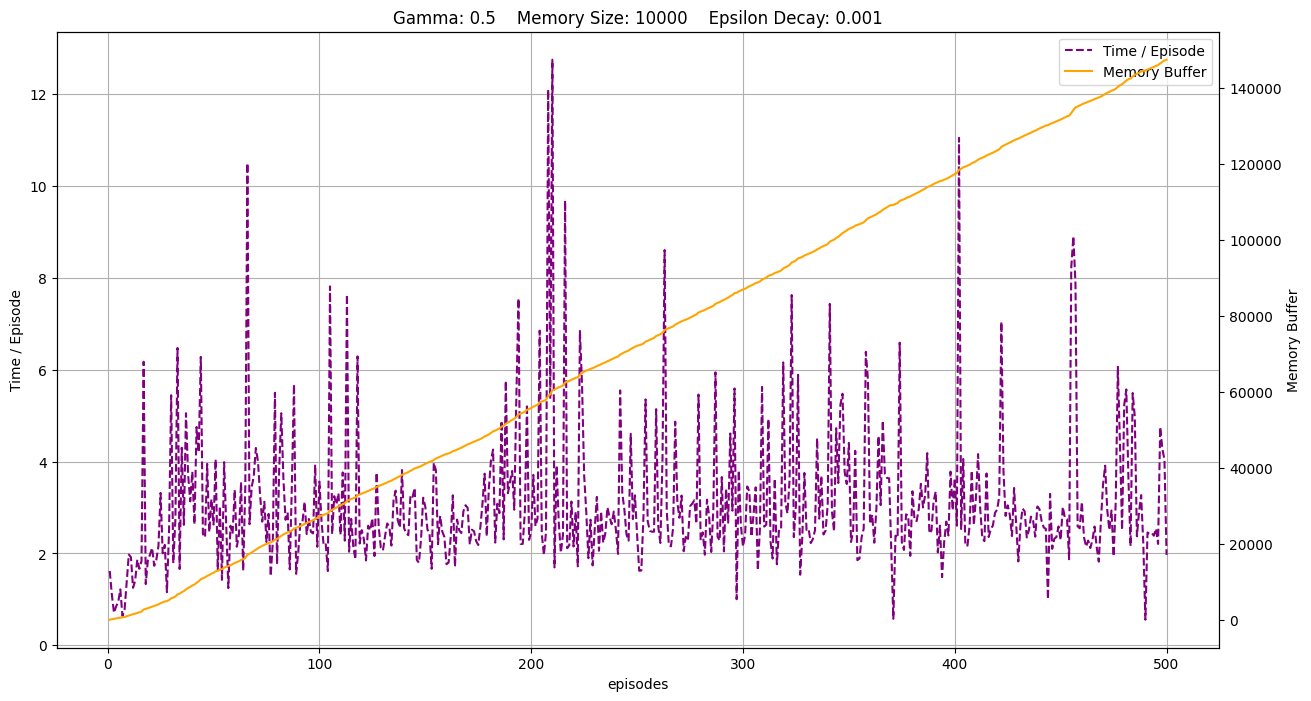 Gamma: 0.5    Memory Size: 10000    Epsilon Decay: 0.001
Time / Episode
Memory Buffer
12
10
8
6
4
2
0
Time / Episode
140000
120000
100000
80000
60000
40000
20000
0
Memory Buffer
0 100 200 300 400 500
episodes